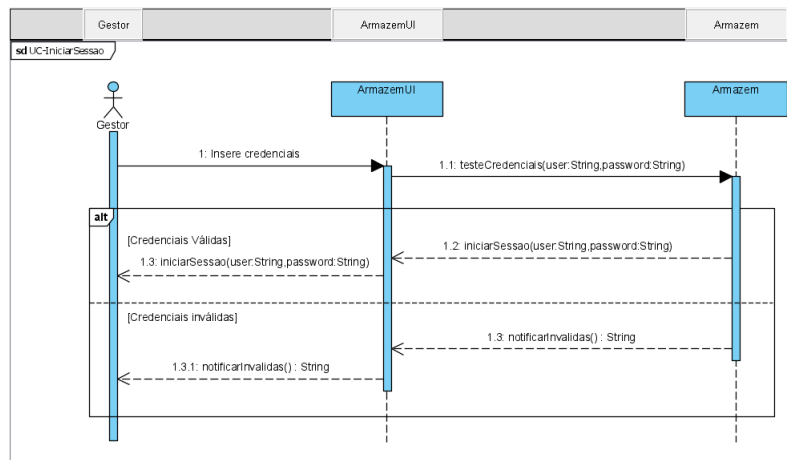 Gestor
ArmazemUI
Armazem
sd UC-IniciarSessao
ArmazemUI
Armazem
Gestor
1: Insere credenciais
1.1: testeCredenciais(user:String,password:String)
alt
[Credenciais Válidas]
1.2: iniciarSessao(user:String,password:String)
1.3: iniciarSessao(user:String,password:String)
[Credenciais inválidas]
1.3: notificarInvalidas() : String
1.3.1: notificarInvalidas() : String